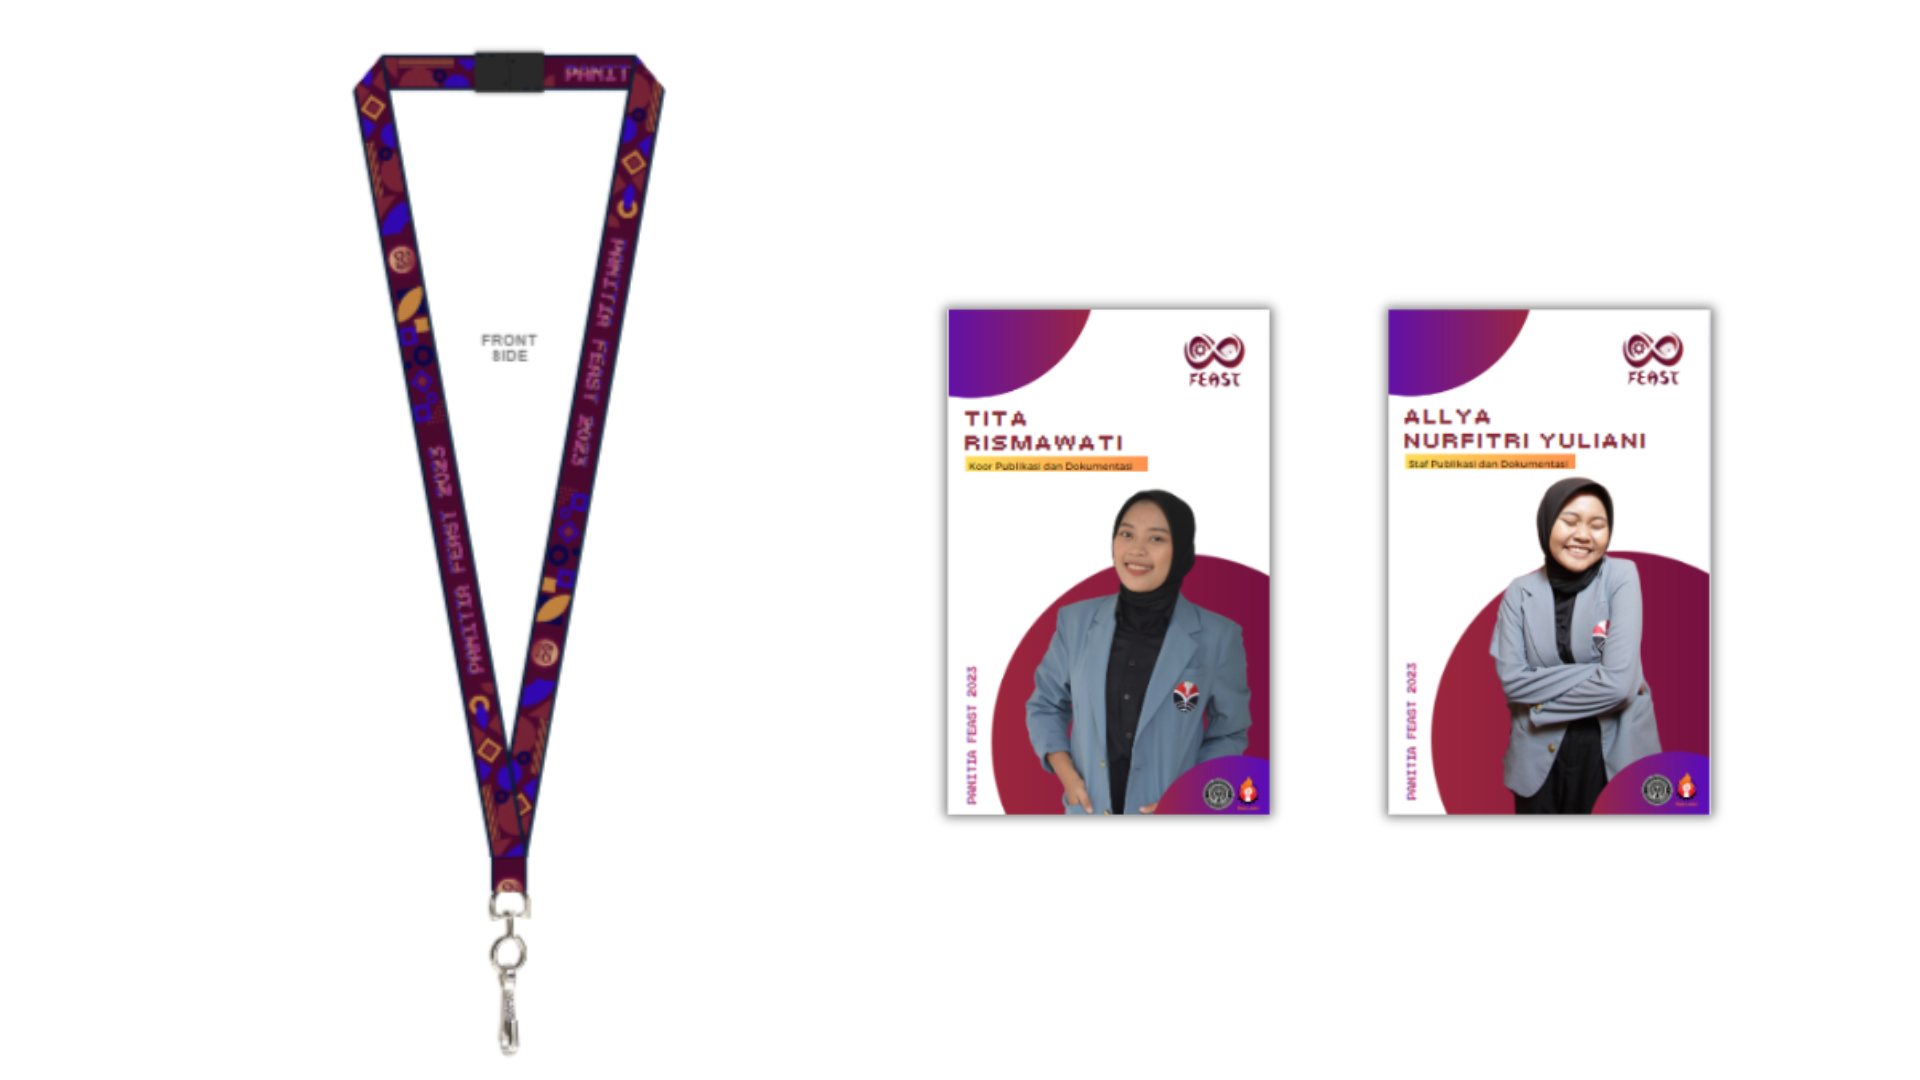 PANIT
PANITIA FEAST 2023
PANITIA FEAST 2023
FRONT
SIDE
FEAST
TITA
RISMAWATI
Koor Publikasi dan Dokumentasi
PANITIA FEAST 2023
FEAST
ALLYA
NURFITRI YULIANI
Staf Publikasi dan Dokumentasi
PANITIA FEAST 2023